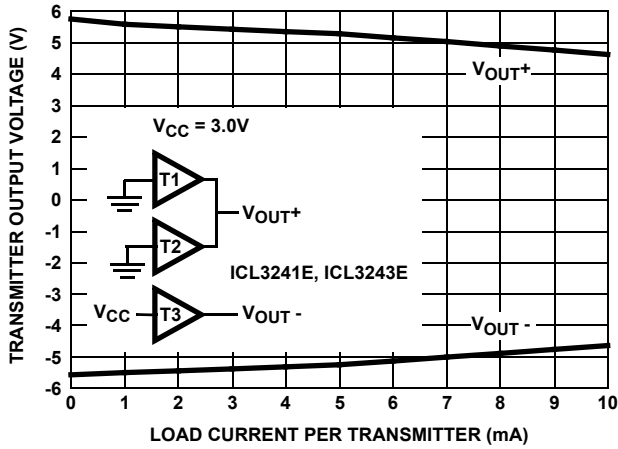 TRANSMITTER OUTPUT VOLTAGE (V)
6
5
4
3
2
1
0
-1
-2
-3
-4
-5
-6
VOUT+
VCC = 3.0V
T1
T2
VOUT+
ICL3241E, ICL3243E
VCC
T3
VOUT -
VOUT -
0 1 2 3 4 5 6 7 8 9 10
LOAD CURRENT PER TRANSMITTER (mA)